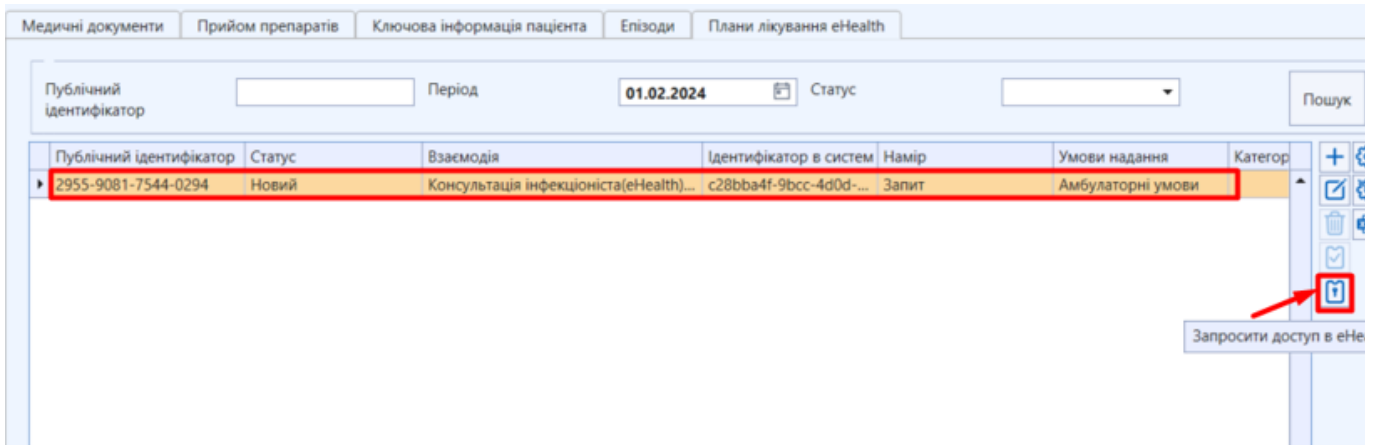 Медичні документи Прийом препаратів Ключова інформація пацієнта Епізоди Плани лікування eHealth
Публічний ідентифікатор Період 01.02.2024 Статус Пошук
Публічний ідентифікатор Статус Взаємодія Ідентифікатор в систем Намір Умови надання Категор
2955-9081-7544-0294 Новий Консультація інфекціоніста(eHealth)... c28bba4f-9bcc-4d0d-... Запит Амбулаторні умови
Запросити доступ в eHe